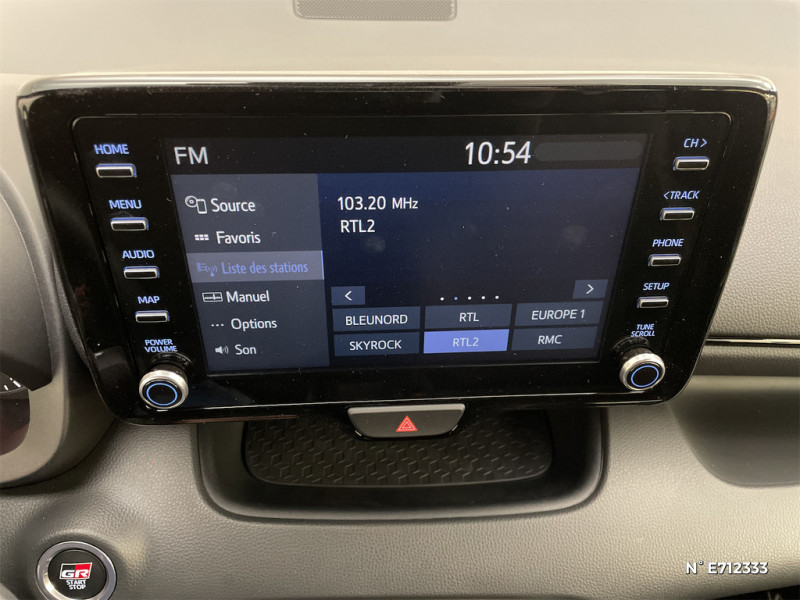 HOME
MENU
AUDIO
MAP
POWER
VOLUME
FM
10:54
Source
Favoris
Liste des stations
Manuel
Options
Son
103.20 MHz
RTL2
<
>
BLEUNORD
RTL
EUROPE 1
SKYROCK
RTL2
RMC
CH >
< TRACK
PHONE
SETUP
TUNE
SCROLL
GR
START
STOP
N° E712333